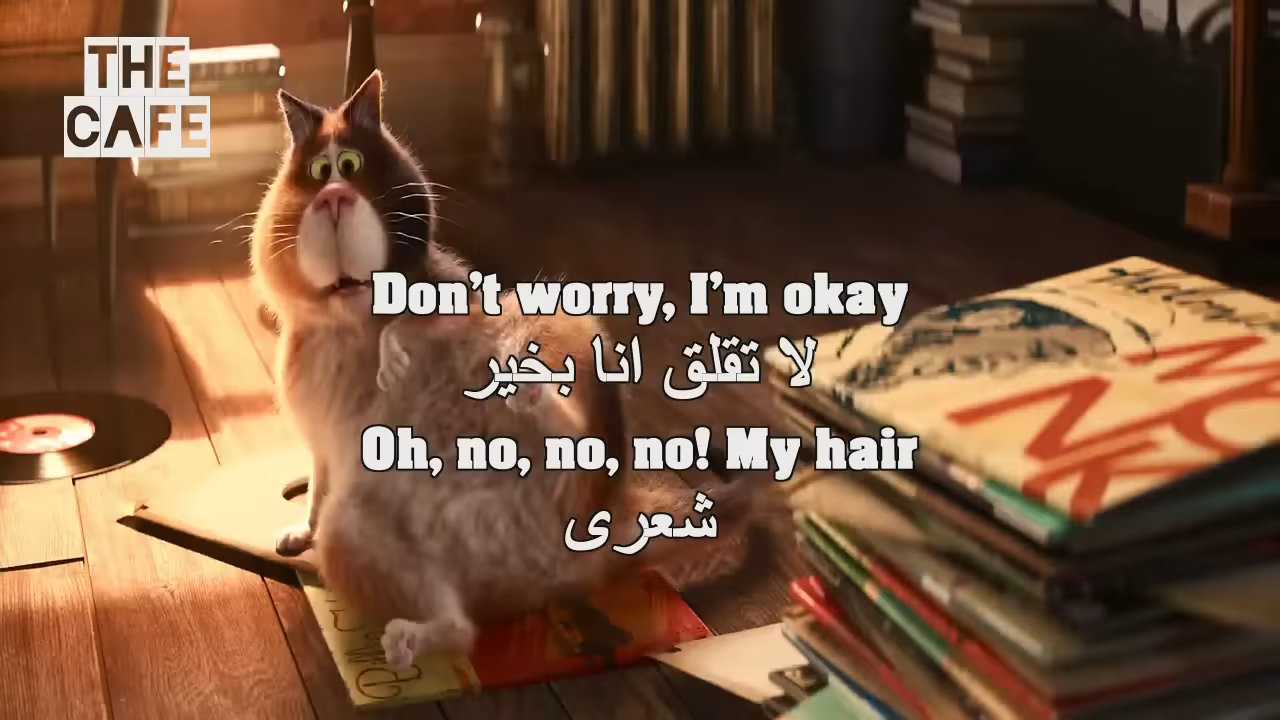 THE
CAFE
Don't worry, I'm okay
لا تقلق انا بخير
Oh, no, no, no! My hair
شعرى